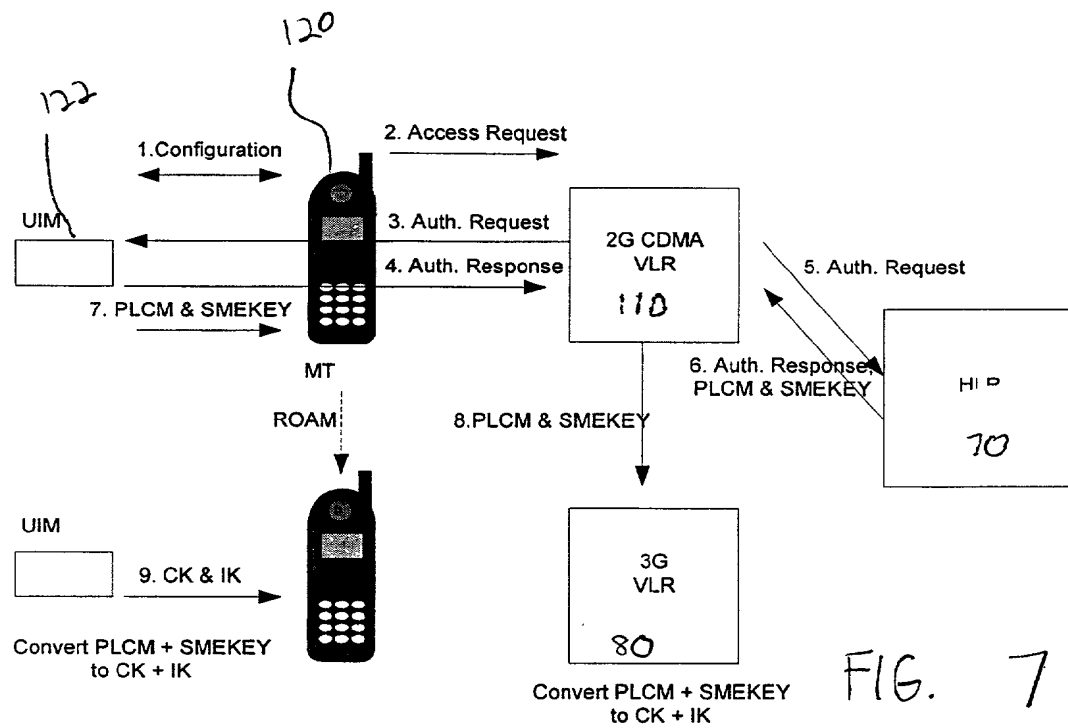 120
122
2. Access Request
1.Configuration
UIM
3. Auth. Request
2G CDMA
VLR
110
4. Auth. Response
5. Auth. Request
7. PLCM & SMEKEY
MT
6. Auth. Response,
PLCM & SMEKEY
HLR
70
ROAM
8.PLCM & SMEKEY
UIM
9. CK & IK
3G
VLR
80
Convert PLCM + SMEKEY
to CK + IK
Convert PLCM + SMEKEY
to CK + IK
FIG. 7